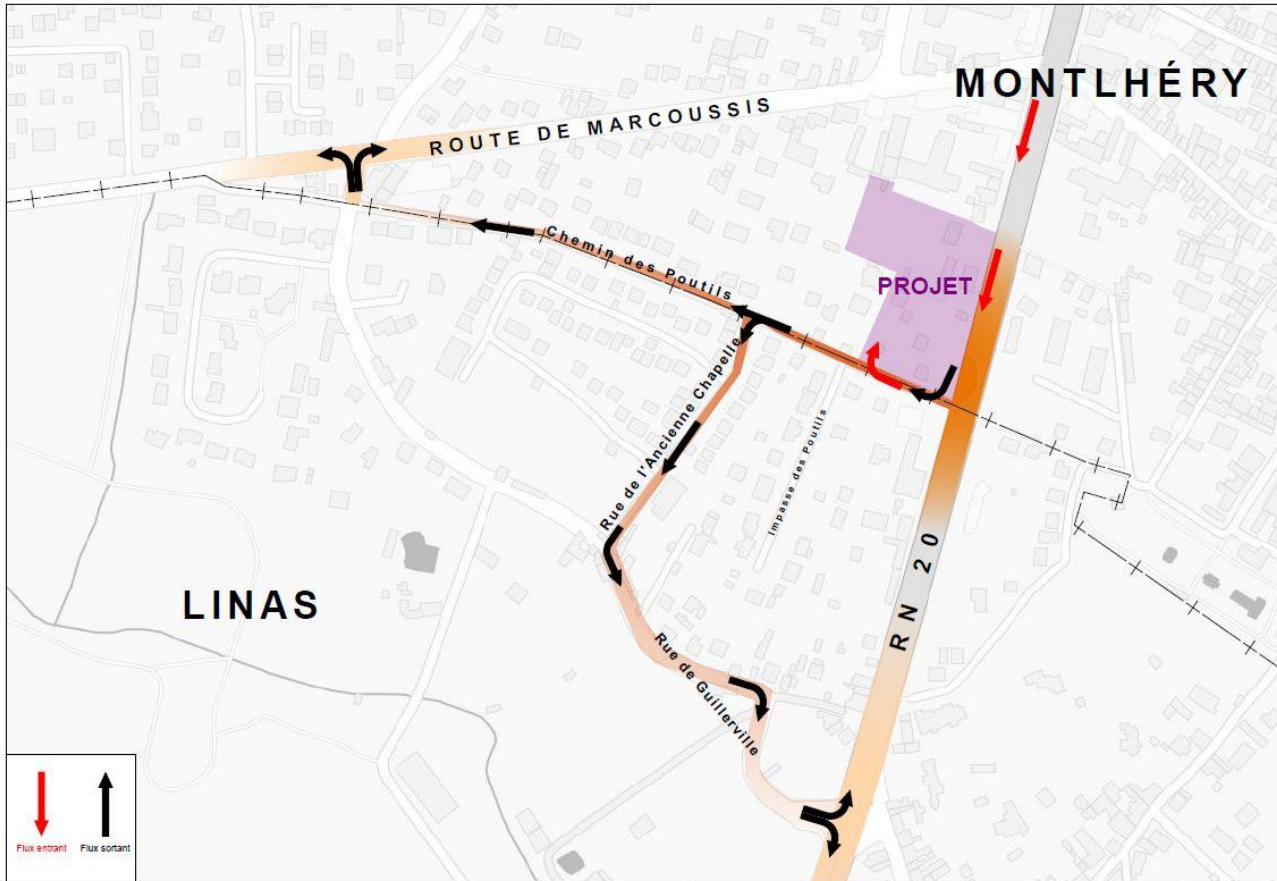 MONTLHÉRY
ROUTE DE MARCOUSSIS
Chemin des Poutils
PROJET
Rue de l'Ancienne Chapelle
Impasse des Poutils
RN 20
LINAS
Rue de Guillerville
Flux entrant
Flux sortant